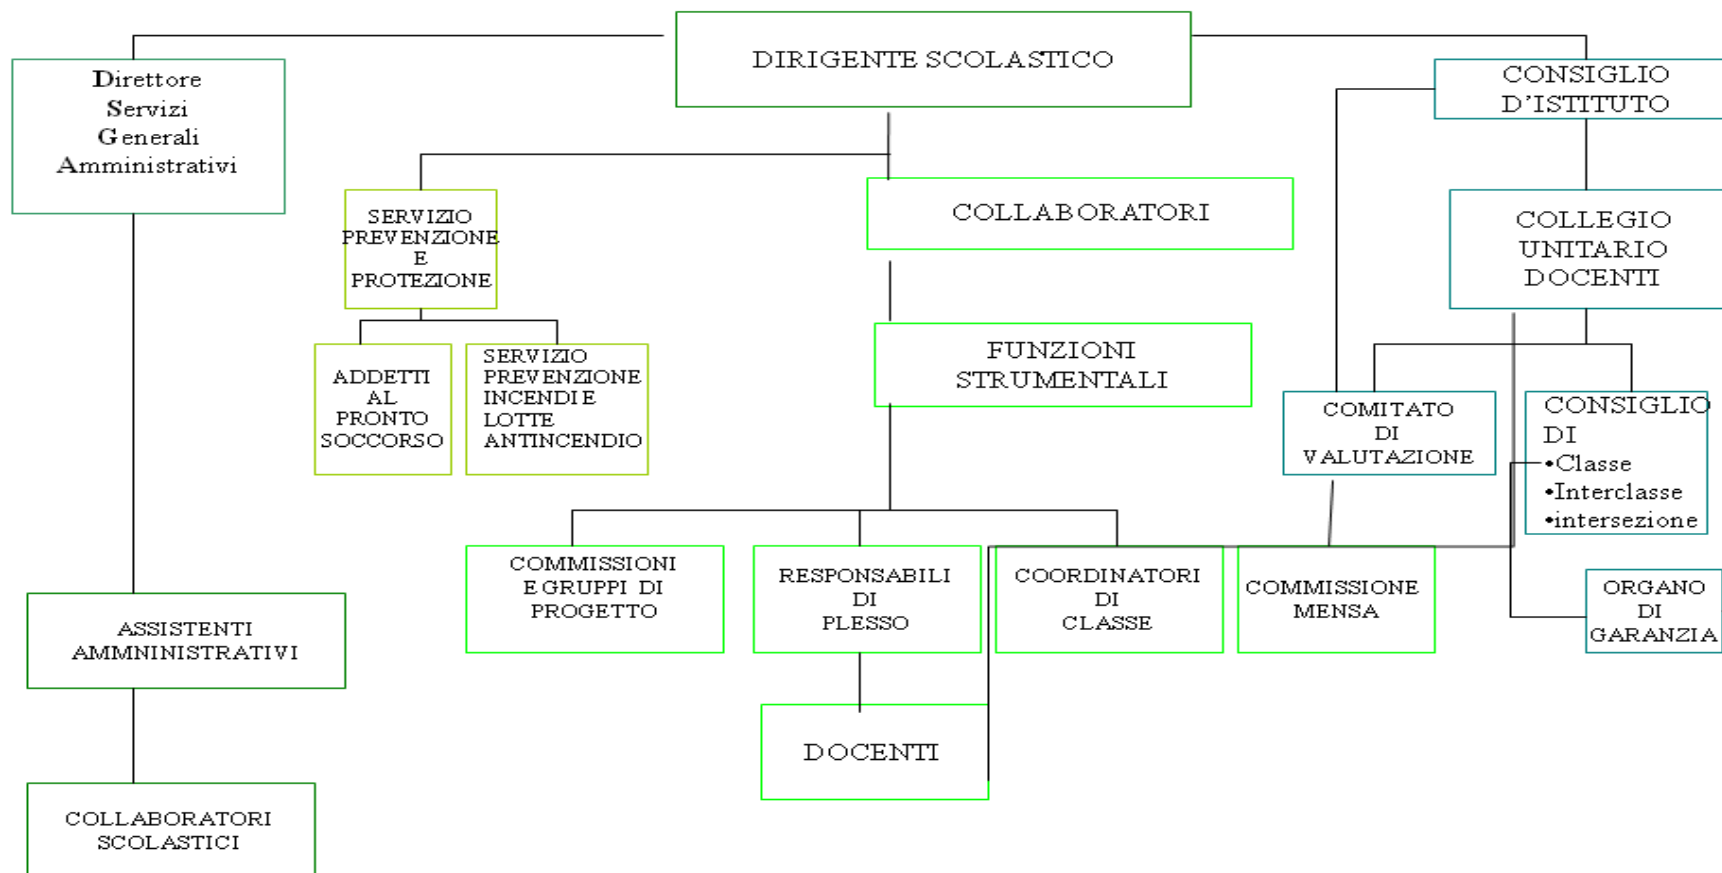 DIRIGENTE SCOLASTICO
Direttore
Servizi
Generali
Amministrativi
CONSIGLIO
D'ISTITUTO
SERVIZIO
PREVENZIONE
E
PROTEZIONE
COLLABORATORI
COLLEGIO
UNITARIO
DOCENTI
ADDETTI
AL
PRONTO
SOCCORSO
SERVIZIO
PREVENZIONE
INCENDI E
LOTTE
ANTINCENDIO
FUNZIONI
STRUMENTALI
COMITATO
DI
VALUTAZIONE
CONSIGLIO
DI
•Classe
•Interclasse
•intersezione
COMMISSIONI
E GRUPPI DI
PROGETTO
RESPONSABILI
DI
PLESSO
COORDINATORI
DI
CLASSE
COMMISSIONE
MENSA
ORGANO
DI
GARANZIA
ASSISTENTI
AMMNINISTRATIVI
DOCENTI
COLLABORATORI
SCOLASTICI